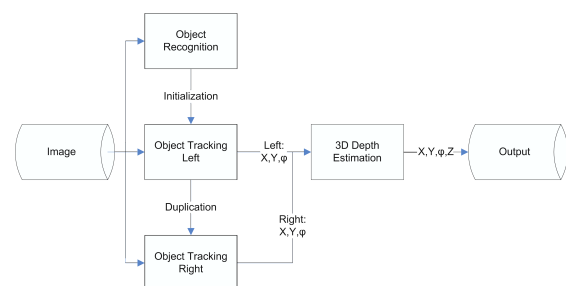 Object
Recognition
Initialization
Image
Object Tracking
Left
Left:
X,Y,φ
3D Depth
Estimation
X,Y,φ,Z
Output
Duplication
Right:
X,Y,φ
Object Tracking
Right